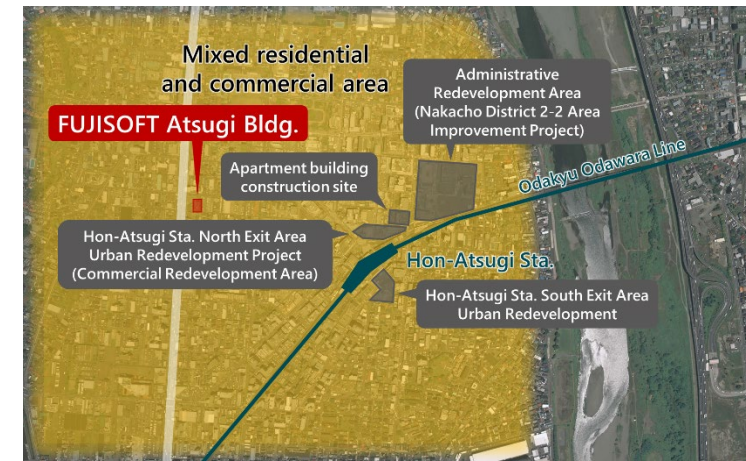 Mixed residential
and commercial area
Administrative
Redevelopment Area
(Nakacho District 2-2 Area
Improvement Project)
FUJISOFT Atsugi Bldg.
Apartment building
construction site
Odakyu Odawara Line
Hon-Atsugi Sta. North Exit Area
Urban Redevelopment Project
(Commercial Redevelopment Area)
Hon-Atsugi Sta.
Hon-Atsugi Sta. South Exit Area
Urban Redevelopment